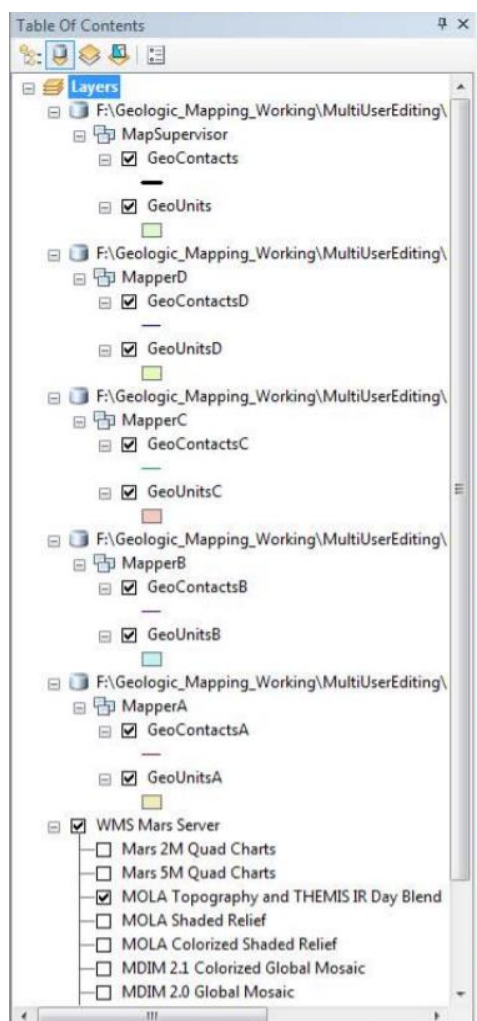 Table Of Contents
Layers
F:\Geologic_Mapping_Working\MultiUserEditing\
MapSupervisor
GeoContacts
GeoUnits
F:\Geologic_Mapping_Working\MultiUserEditing\
MapperD
GeoContactsD
GeoUnitsD
F:\Geologic_Mapping_Working\MultiUserEditing\
MapperC
GeoContactsC
GeoUnitsC
F:\Geologic_Mapping_Working\MultiUserEditing\
MapperB
GeoContactsB
GeoUnitsB
F:\Geologic_Mapping_Working\MultiUserEditing\
MapperA
GeoContactsA
GeoUnitsA
WMS Mars Server
Mars 2M Quad Charts
Mars 5M Quad Charts
MOLA Topography and THEMIS IR Day Blend
MOLA Shaded Relief
MOLA Colorized Shaded Relief
MDIM 2.1 Colorized Global Mosaic
MDIM 2.0 Global Mosaic